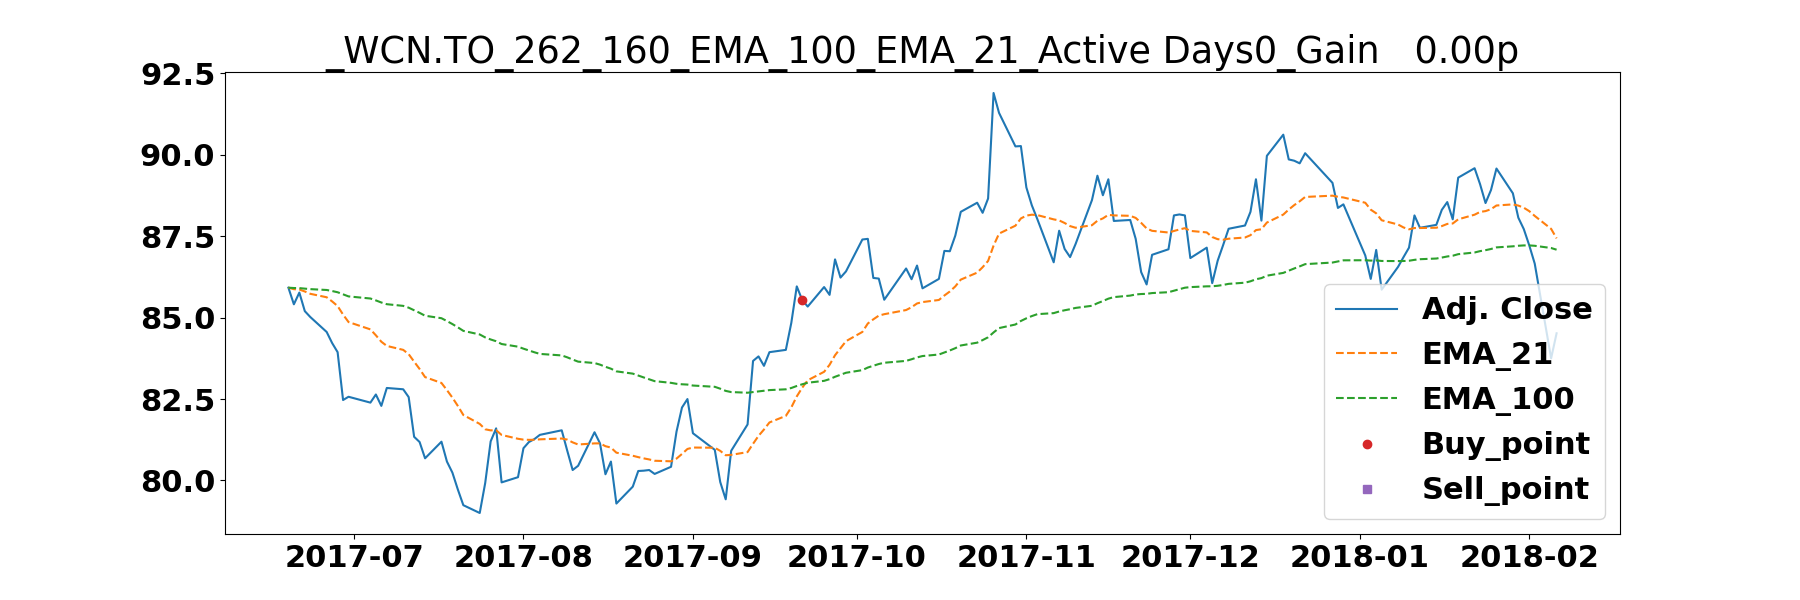 _WCN.TO_262_160_EMA_100_EMA_21_Active Days0_Gain   0.00p
92.5
90.0
87.5
85.0
82.5
80.0
Adj. Close
EMA_21
EMA_100
Buy_point
Sell_point
2017-07 2017-08 2017-09 2017-10 2017-11 2017-12 2018-01 2018-02